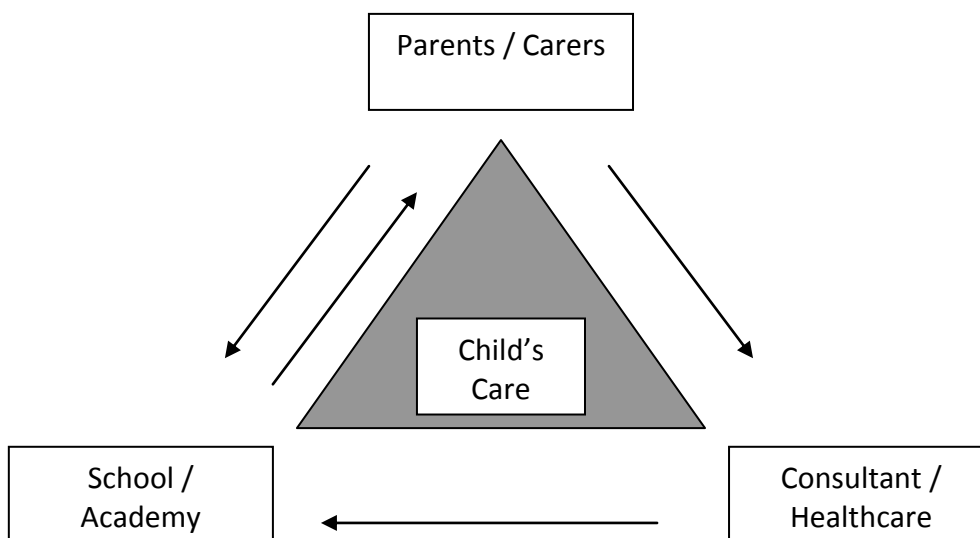 Parents / Carers
Child’s
Care
School /
Academy
Consultant /
Healthcare